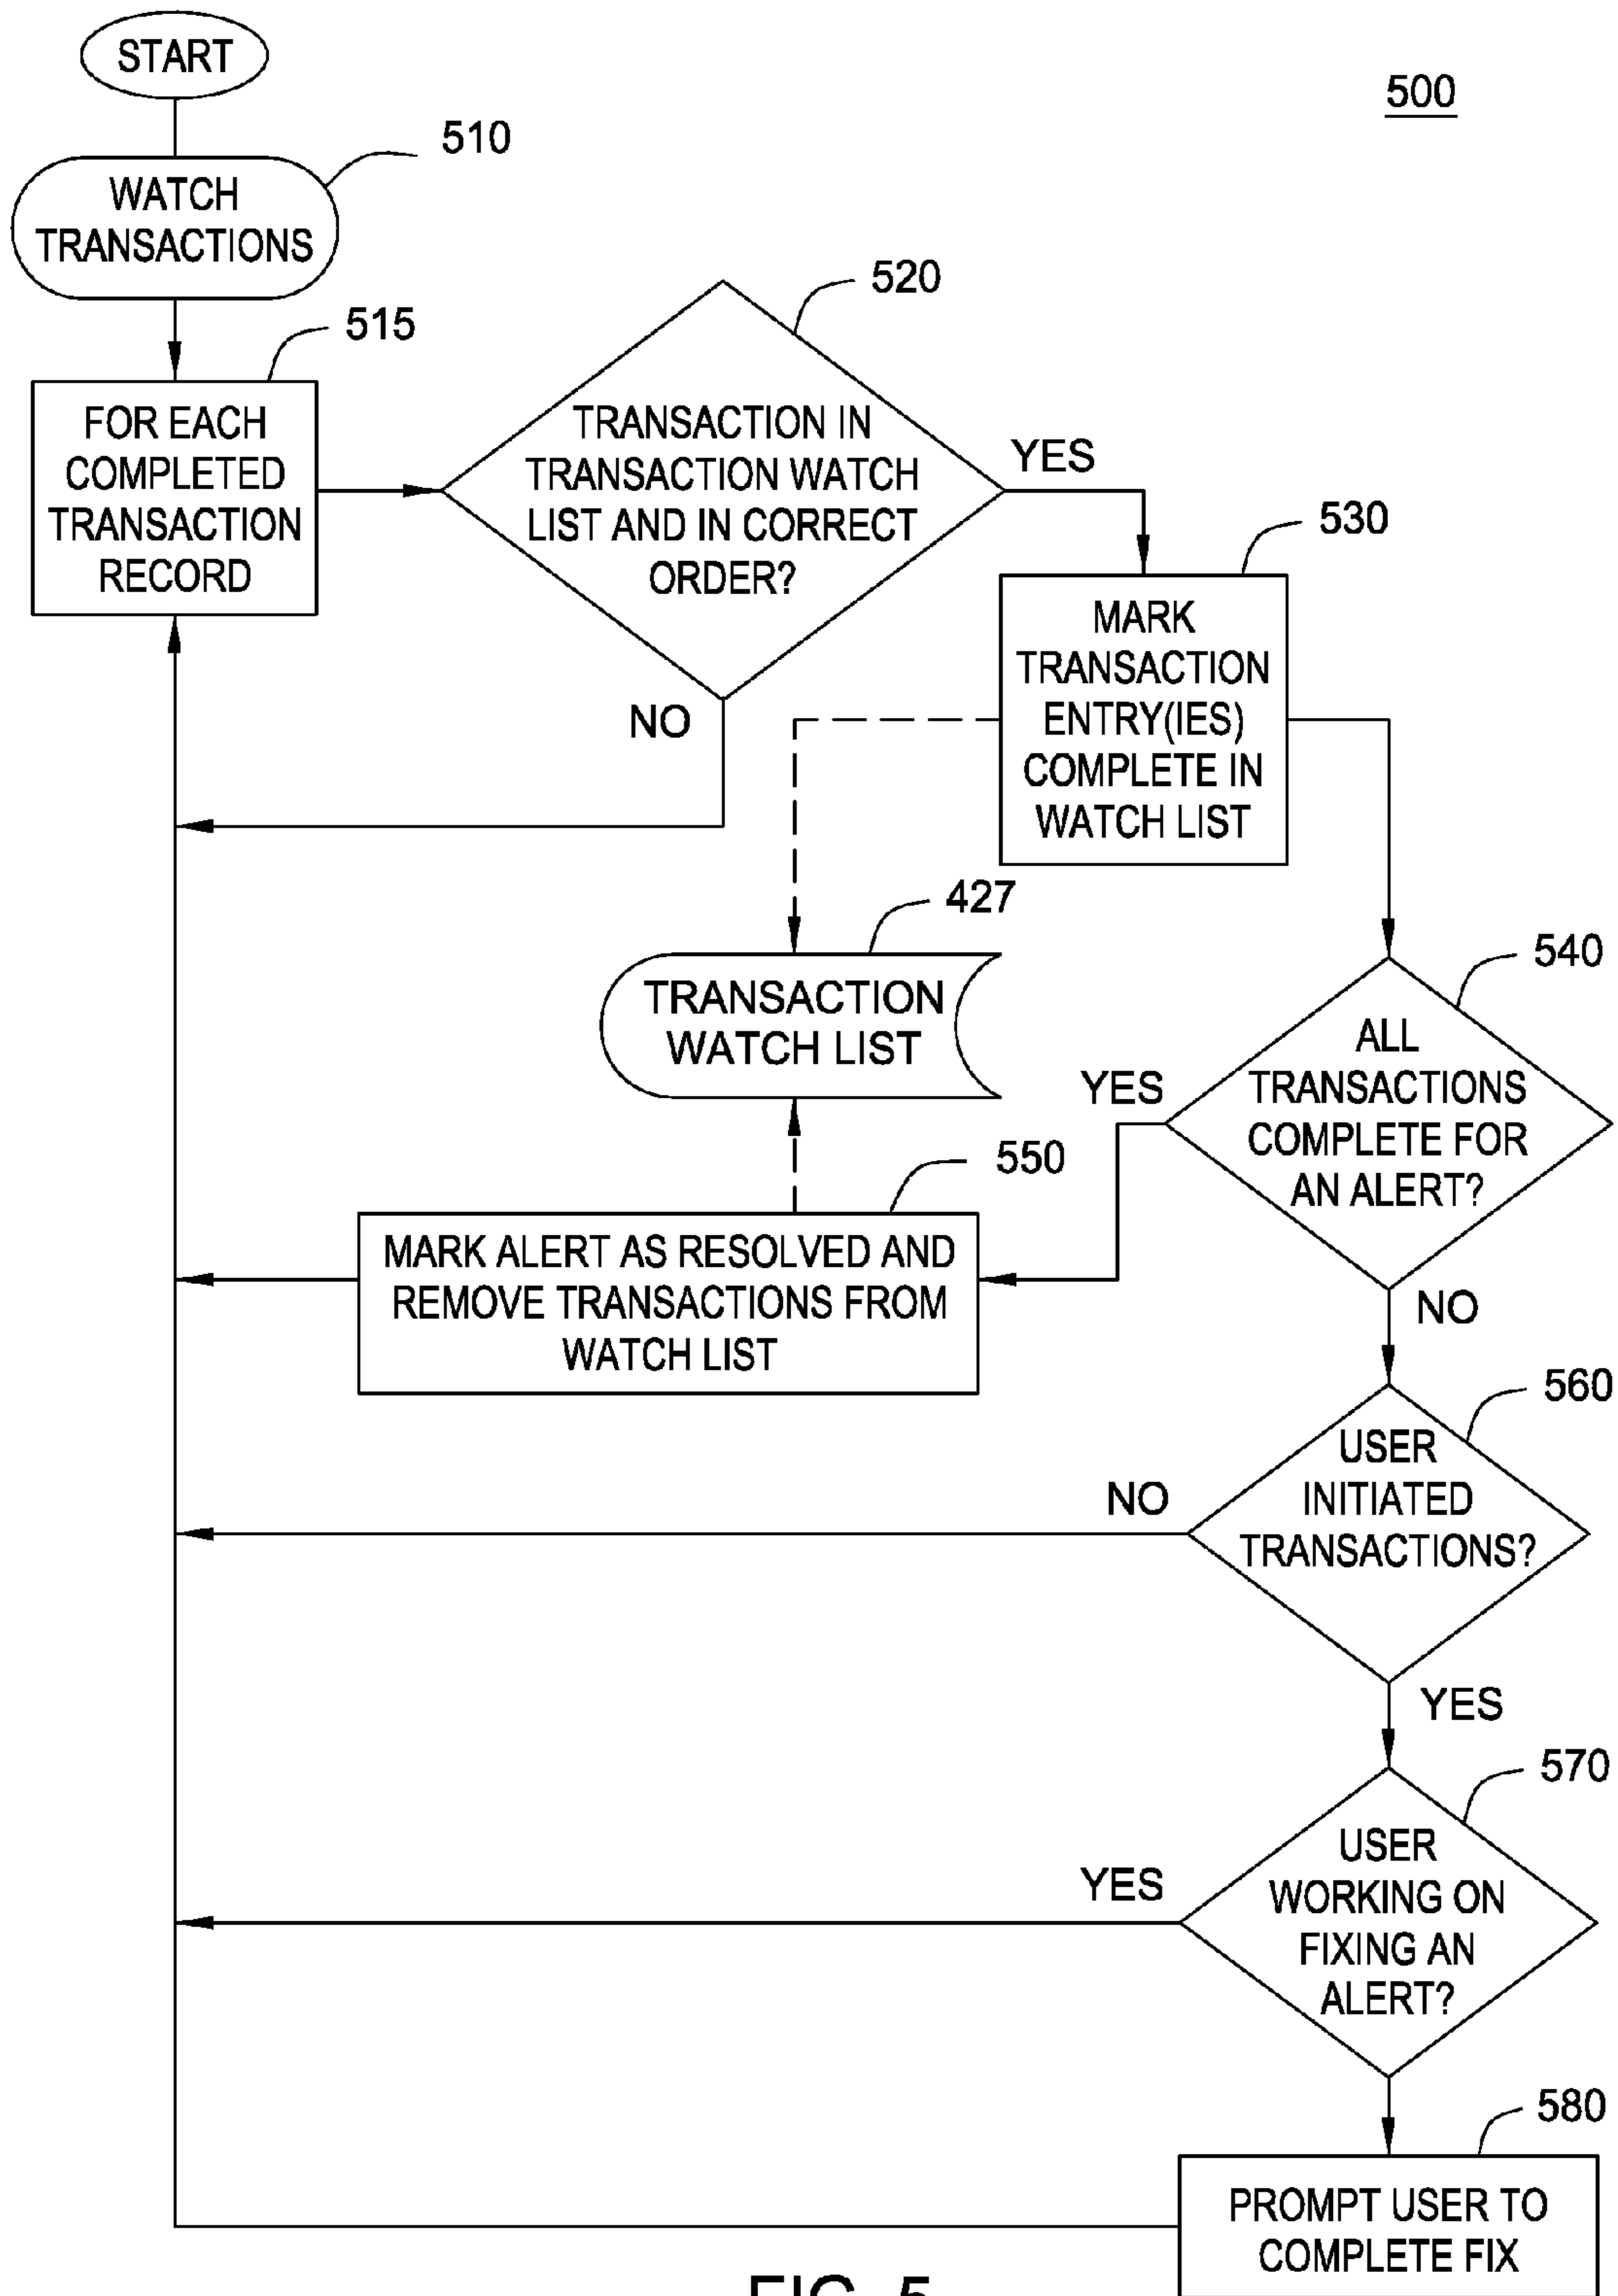 START
500
510
WATCH
TRANSACTIONS
520
515
FOR EACH
COMPLETED
TRANSACTION
RECORD
TRANSACTION IN
TRANSACTION WATCH
LIST AND IN CORRECT
ORDER?
YES
NO
530
MARK
TRANSACTION
ENTRY(IES)
COMPLETE IN
WATCH LIST
427
TRANSACTION
WATCH LIST
540
ALL
TRANSACTIONS
COMPLETE FOR
AN ALERT?
YES
NO
550
MARK ALERT AS RESOLVED AND
REMOVE TRANSACTIONS FROM
WATCH LIST
560
USER
INITIATED
TRANSACTIONS?
NO
YES
570
USER
WORKING ON
FIXING AN
ALERT?
YES
580
PROMPT USER TO
COMPLETE FIX
FIG. 5